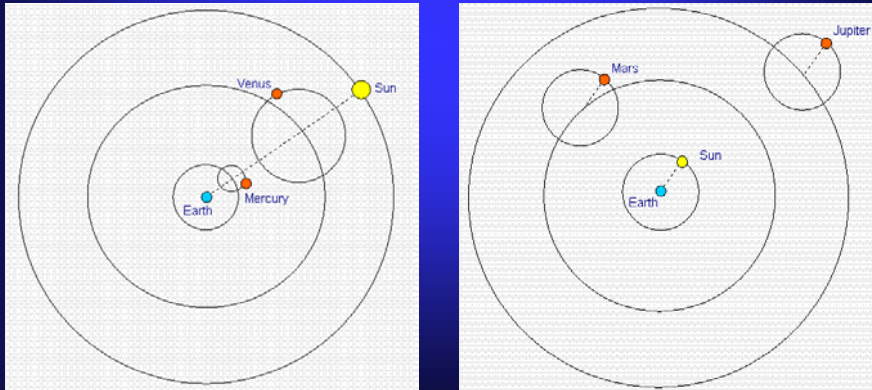 Venus
Sun
Earth
Mercury
Jupiter
Mars
Sun
Earth